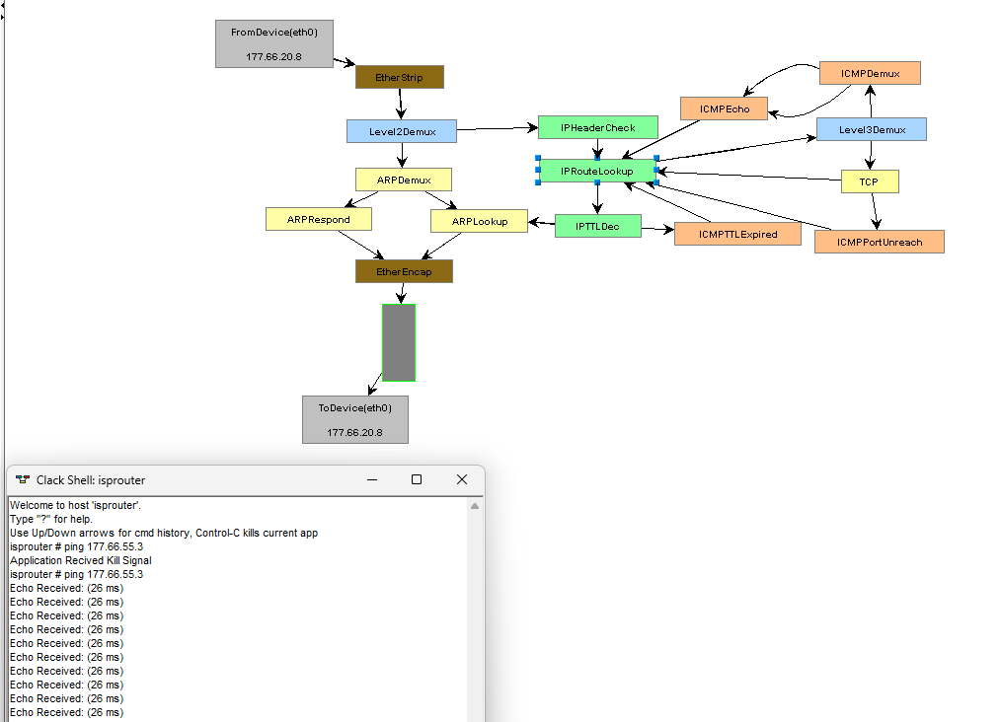 FromDevice(eth0)
177.66.20.8
EtherStrip
ICMPDemux
ICMPEcho
Level2Demux
IPHeaderCheck
Level3Demux
ARPDemux
IPRouteLookup
TCP
ARPRespond
ARPLookup
IPTTLDec
ICMPTTLExpired
ICMPPortUnreach
EtherEncap
ToDevice(eth0)
177.66.20.8
Clack Shell: isprouter
Welcome to host 'isprouter'.
Type "?" for help.
Use Up/Down arrows for cmd history, Control-C kills current app
isprouter # ping 177.66.55.3
Application Recived Kill Signal
isprouter # ping 177.66.55.3
Echo Received: (26 ms)
Echo Received: (26 ms)
Echo Received: (26 ms)
Echo Received: (26 ms)
Echo Received: (26 ms)
Echo Received: (26 ms)
Echo Received: (26 ms)
Echo Received: (26 ms)
Echo Received: (26 ms)
Echo Received: (26 ms)